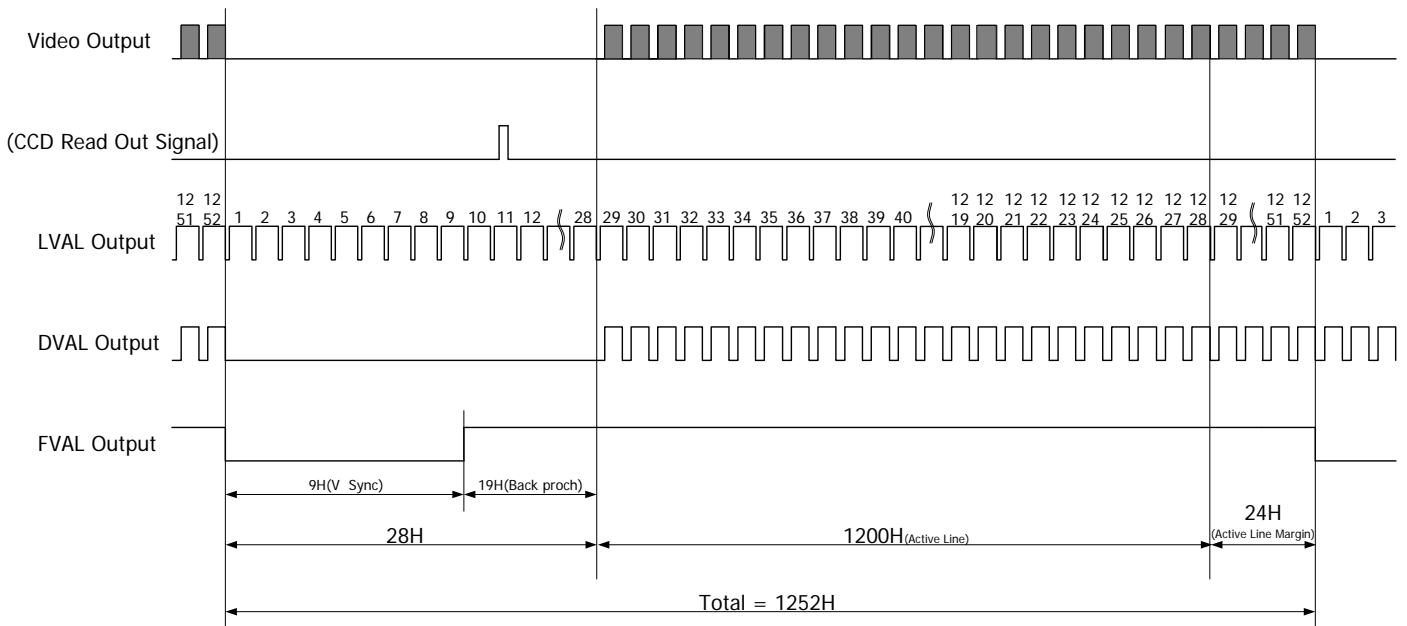 Video Output
(CCD Read Out Signal)
12 12 12 12 12 12 12 12 12 12 12 12 12 12 12
51 52 1 2 3 4 5 6 7 8 9 10 11 12 28 29 30 31 32 33 34 35 36 37 38 39 40 19 20 21 22 23 24 25 26 27 28 29 51 52 1 2 3
LVAL Output
DVAL Output
FVAL Output
9H(V Sync) 19H(Back proch)
28H 1200H(Active Line) 24H
(Active Line Margin)
Total = 1252H